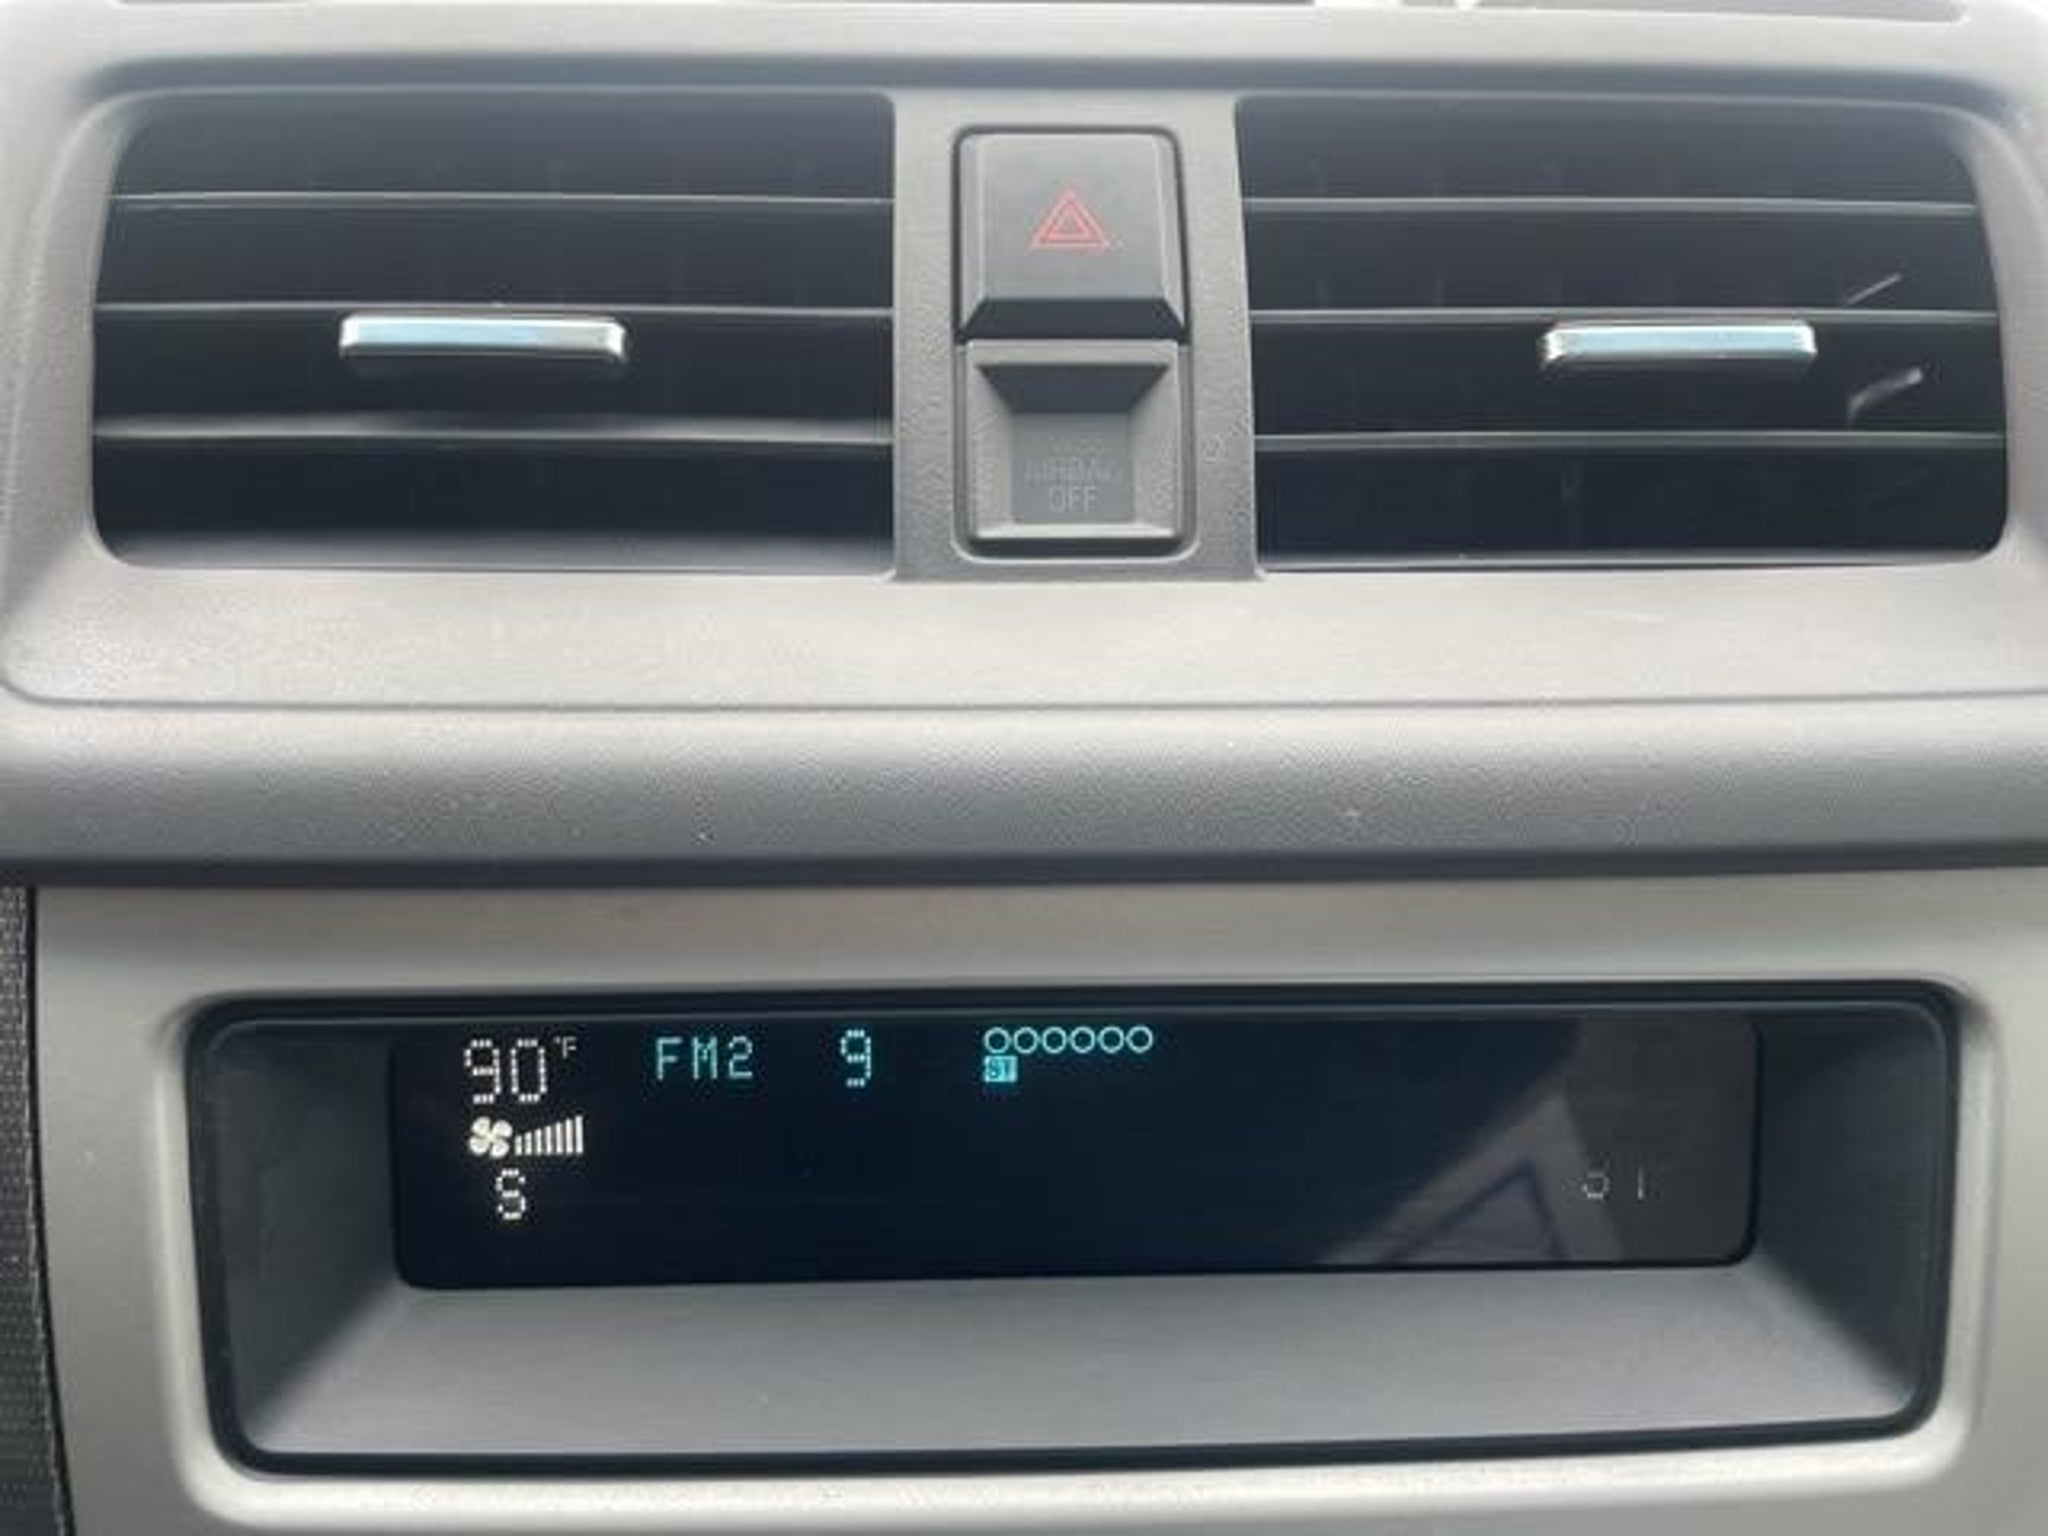 AIRBAG
OFF
90°F FM2 9
ST
S